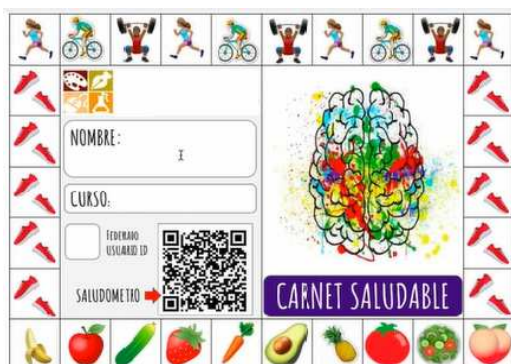 NOMBRE:
CURSO:
FEDERADO
USUARIO ID
SALUDOMETRO
CARNET SALUDABLE